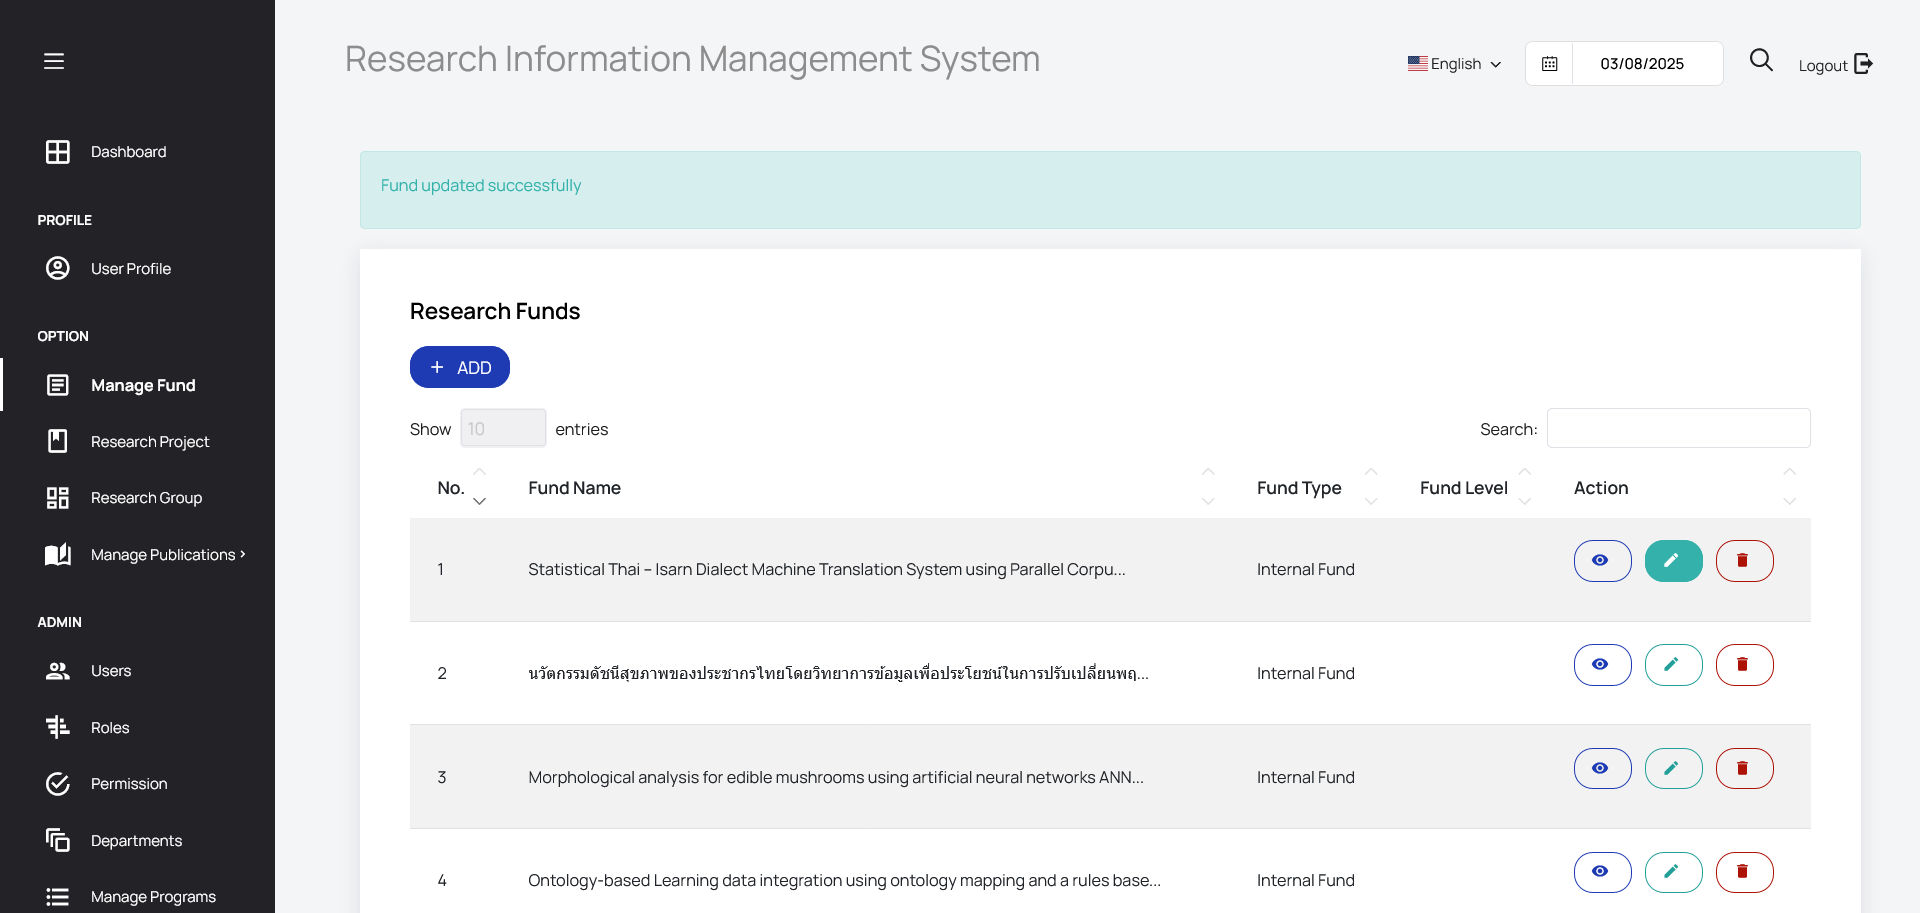 Research Information Management System
English
03/08/2025
Logout
Dashboard
PROFILE
User Profile
OPTION
Manage Fund
Research Project
Research Group
Manage Publications
ADMIN
Users
Roles
Permission
Departments
Manage Programs
Fund updated successfully
Research Funds
+ ADD
Show 10 entries
Search:
No. Fund Name Fund Type Fund Level Action
1 Statistical Thai – Isarn Dialect Machine Translation System using Parallel Corpu... Internal Fund
2 นวัตกรรมดัชนีสุขภาพของประชากรไทยโดยวิทยาการข้อมูลเพื่อประโยชน์ในการปรับเปลี่ยนพฤ... Internal Fund
3 Morphological analysis for edible mushrooms using artificial neural networks ANN... Internal Fund
4 Ontology-based Learning data integration using ontology mapping and a rules base... Internal Fund